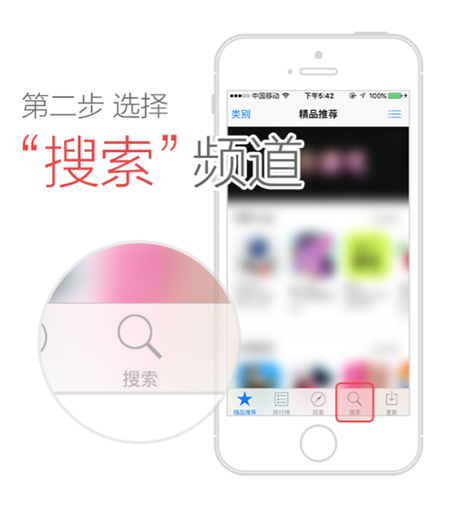 第二步 选择
“搜索” 频道
中国移动 下午5:42 100%
类别 精品推荐
搜索
精品推荐 排行榜 探索 搜索 更新